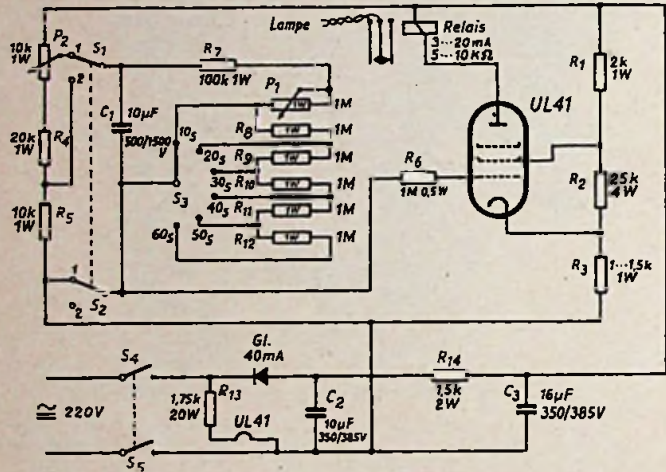 Lampe
Relais
3...20mA
5...10KΩ
10k
1W
P2
1
S1
2
R7
100k 1W
P1
1W
1M
R1
2k
1W
UL41
C1
10µF
500/1500
V
10s
R8
1W
1M
20k
1W
R4
20s
R9
1W
1M
30s
R10
1W
1M
S3
40s
R6
1M 0,5W
R2
25k
4W
10k
1W
R5
60s
50s
R11
1W
1M
R12
1W
1M
R3
1...1,5k
1W
1
S2
2
S4
Gl.
40mA
R14
1,5k
2W
≅ 220V
1,75k
20W
R13
UL41
C2
10µF
350/385V
C3
16µF
350/385V
S5